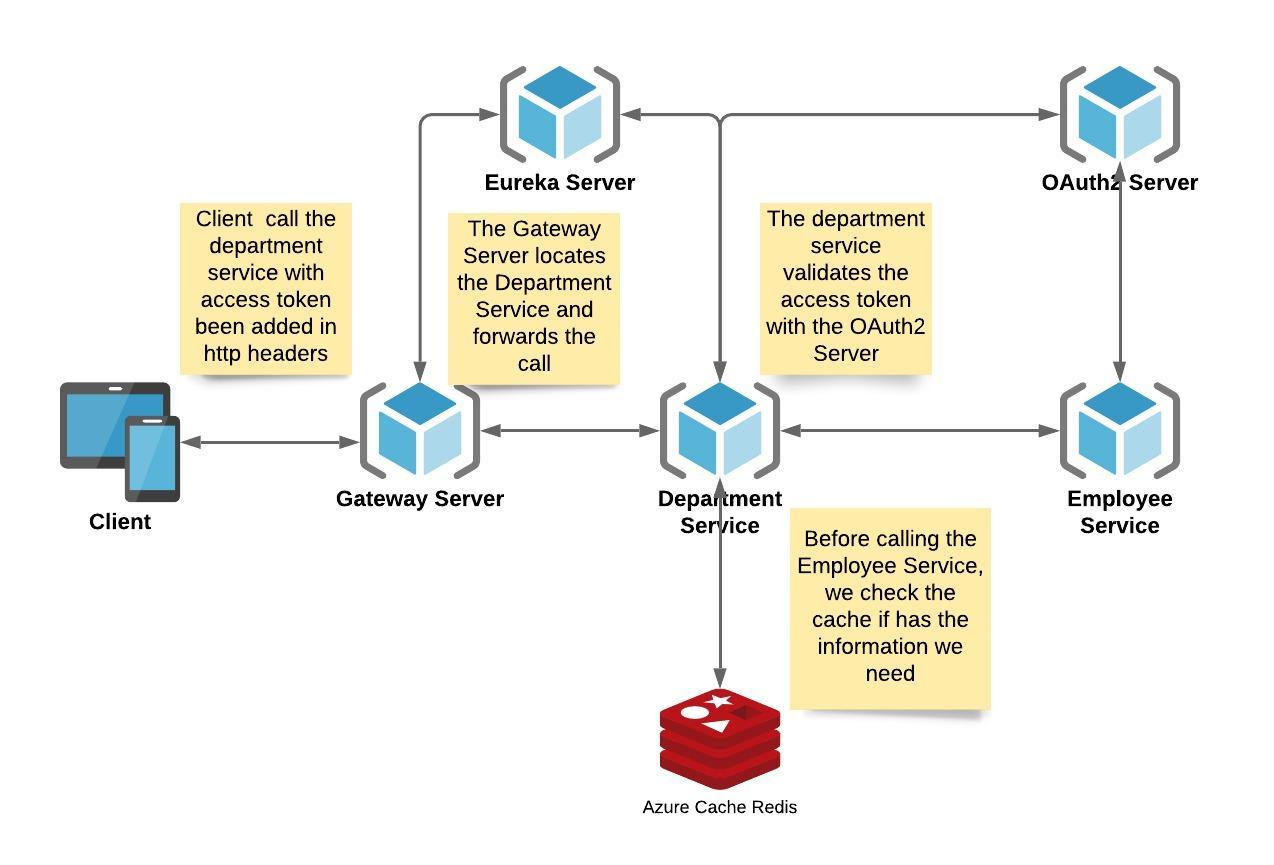 Eureka Server
OAuth2 Server
Client  call the
department
service with
access token
been added in
http headers
The Gateway
Server locates
the Department
Service and
forwards the
call
The department
service
validates the
access token
with the OAuth2
Server
Client
Gateway Server
Department
Service
Employee
Service
Before calling the
Employee Service,
we check the
cache if has the
information we
need
Azure Cache Redis